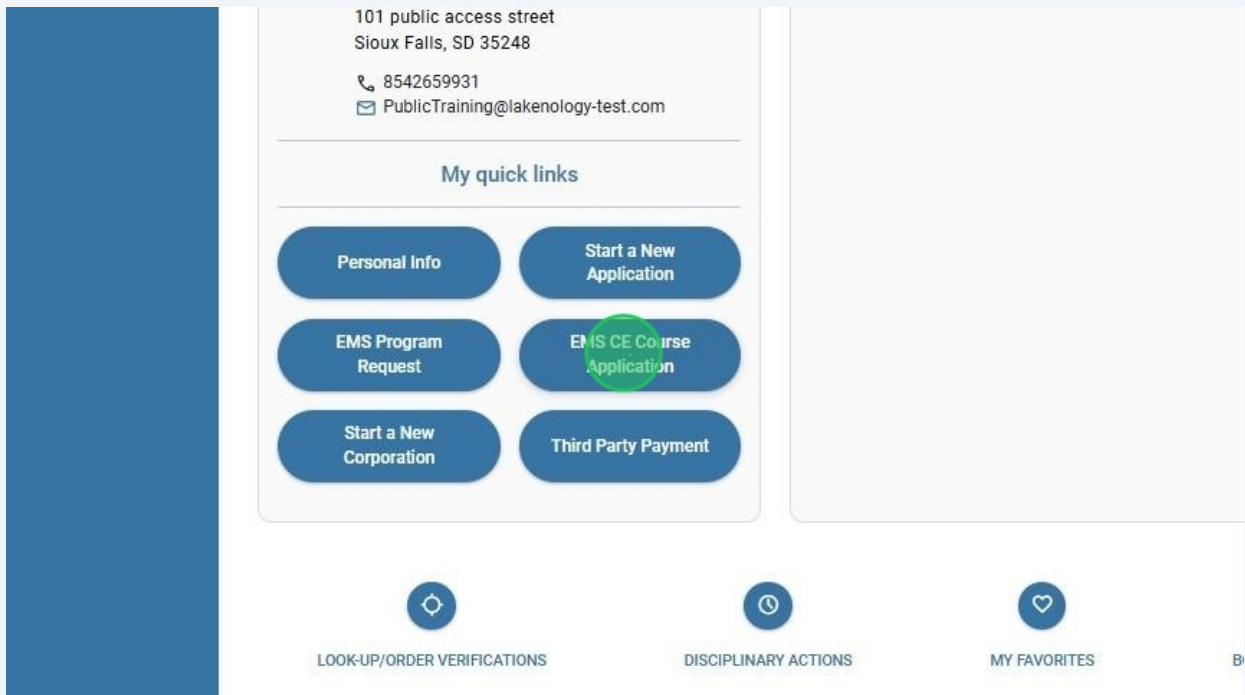 101 public access street
Sioux Falls, SD 35248
8542659931
PublicTraining@lakenology-test.com
My quick links
Personal Info
Start a New
Application
EMS Program
Request
EMS CE Course
Application
Start a New
Corporation
Third Party Payment
LOOK-UP/ORDER VERIFICATIONS
DISCIPLINARY ACTIONS
MY FAVORITES